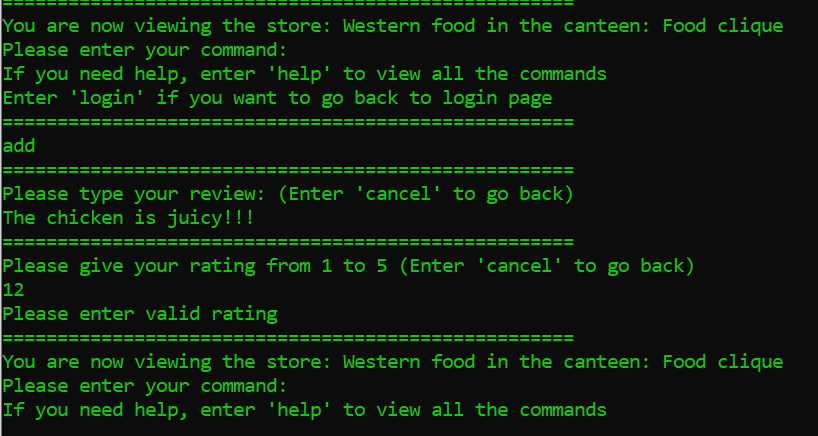 ====================================================
You are now viewing the store: Western food in the canteen: Food clique
Please enter your command:
If you need help, enter 'help' to view all the commands
Enter 'login' if you want to go back to login page
====================================================
add
====================================================
Please type your review: (Enter 'cancel' to go back)
The chicken is juicy!!!
====================================================
Please give your rating from 1 to 5 (Enter 'cancel' to go back)
12
Please enter valid rating
====================================================
You are now viewing the store: Western food in the canteen: Food clique
Please enter your command:
If you need help, enter 'help' to view all the commands